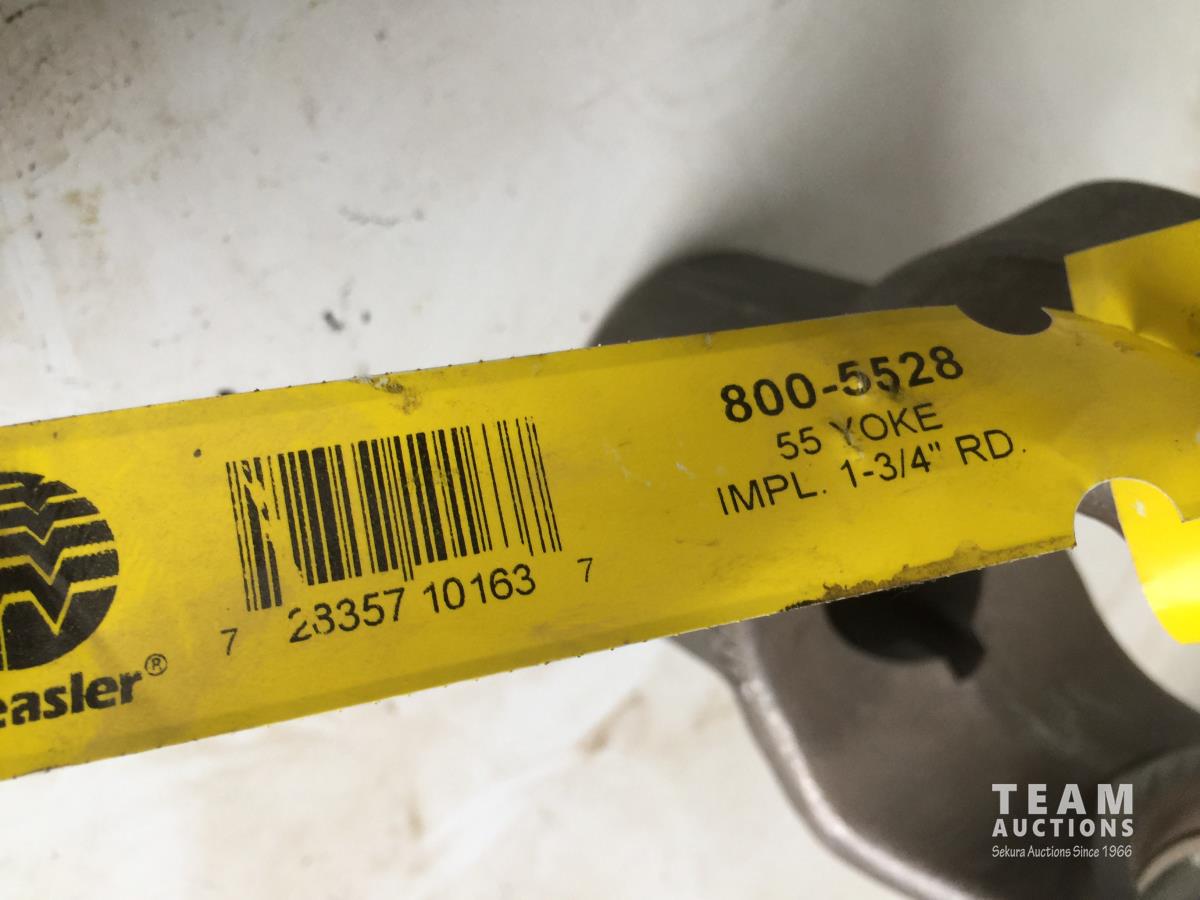 800-5528
55 YOKE
IMPL. 1-3/4" RD.
7 28357 10163 7
easler®
TEAM
AUCTIONS
Sekura Auctions Since 1966